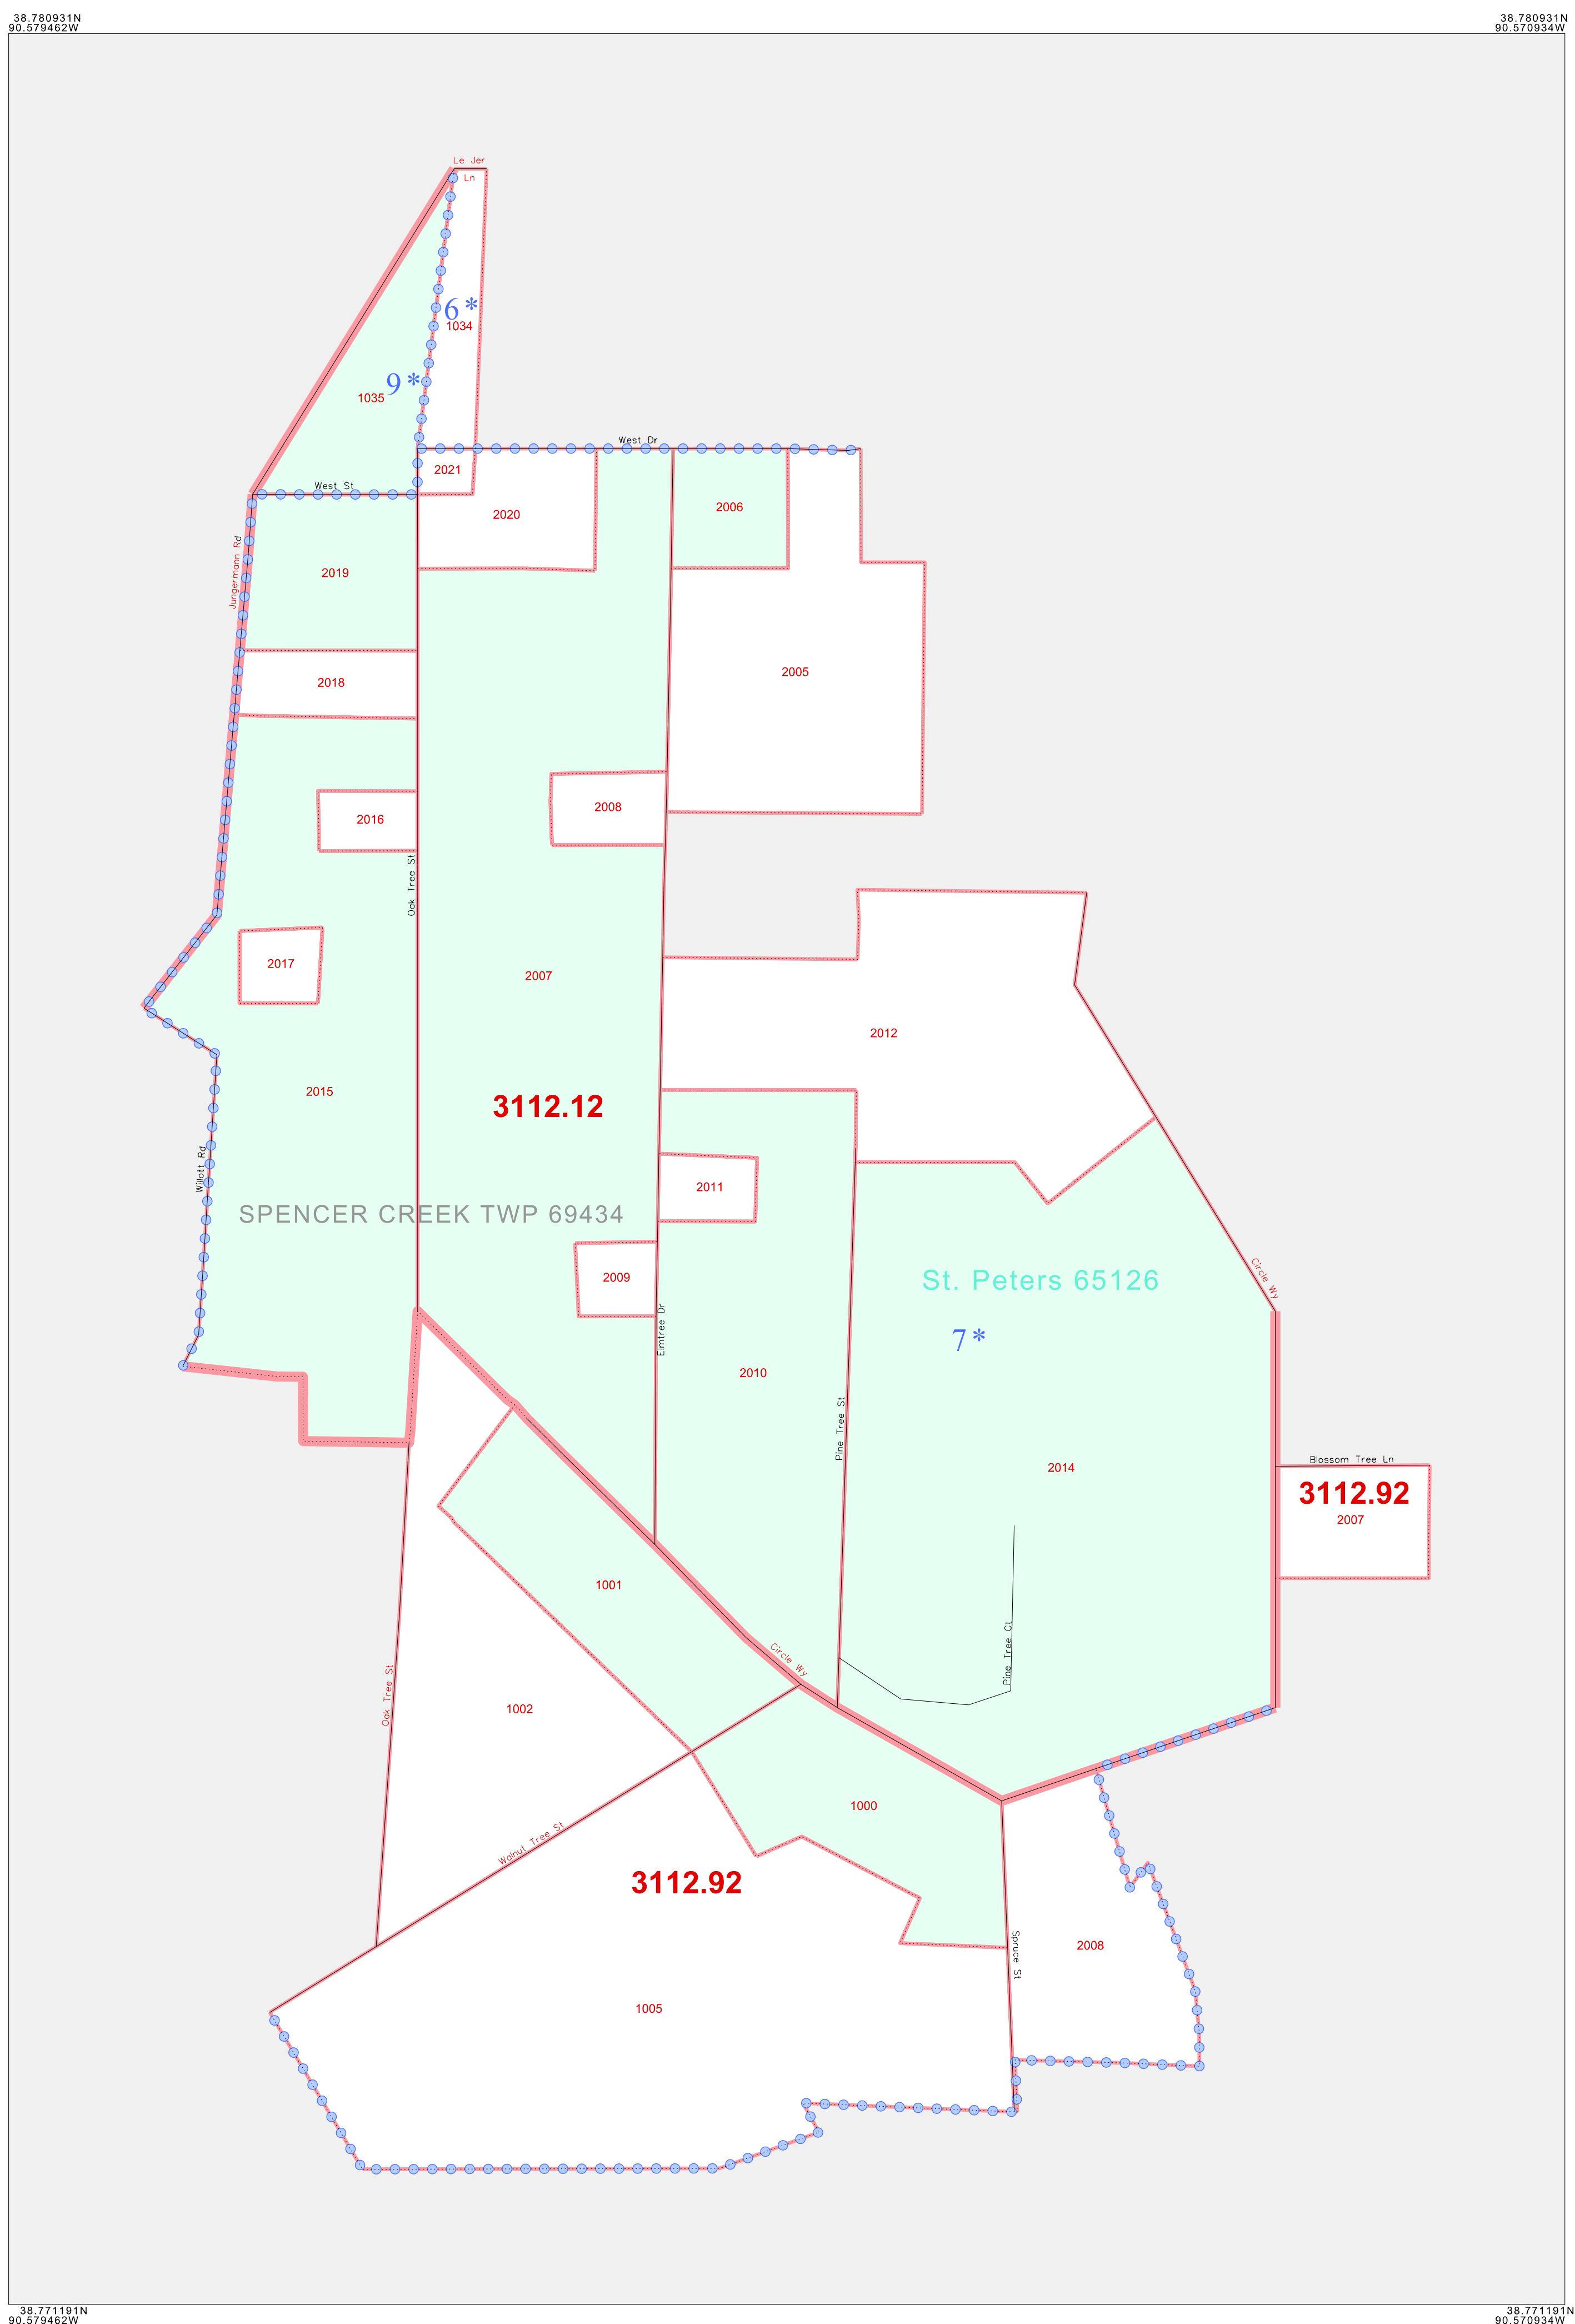 38.780931N
90.579462W
38.780931N
90.570934W
Le Jer
Ln
6*
1034
9*
1035
West Dr
2021
West St
2020
2006
Jungermann Rd
2019
2005
2018
2008
2016
Oak Tree St
2017
2007
2012
2015
3112.12
Willott Rd
2011
SPENCER CREEK TWP 69434
2009
Circle Wy
St. Peters 65126
Elmtree Dr
7*
2010
Pine Tree St
2014
Blossom Tree Ln
3112.92
2007
1001
Pine Tree Ct
Circle Wy
Oak Tree St
1002
1000
Walnut Tree St
3112.92
Spruce St
2008
1005
38.771191N
90.579462W
38.771191N
90.570934W